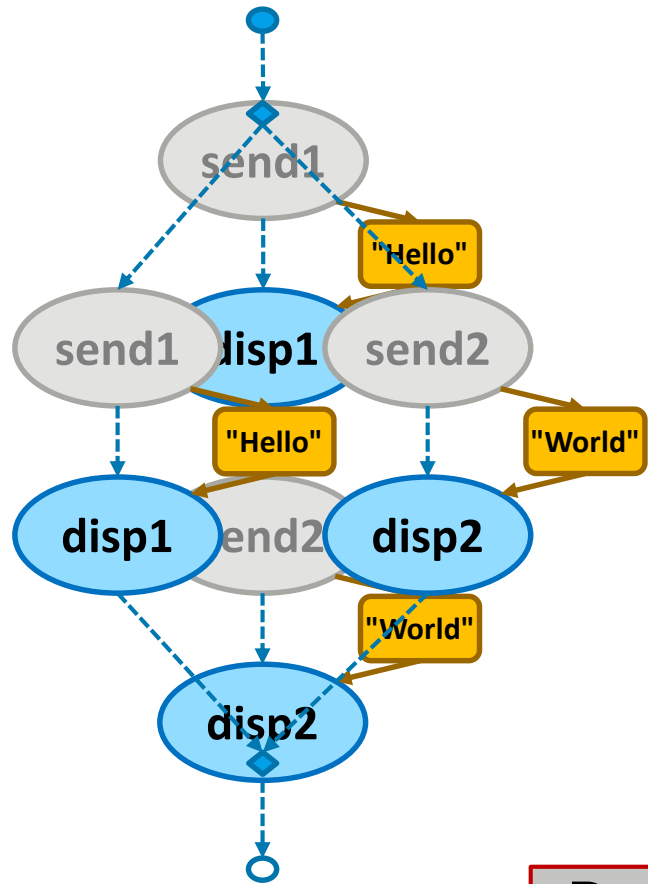 send1
"Hello"
send1
disp1
send2
"Hello"
"World"
disp1
end2
disp2
"World"
disp2